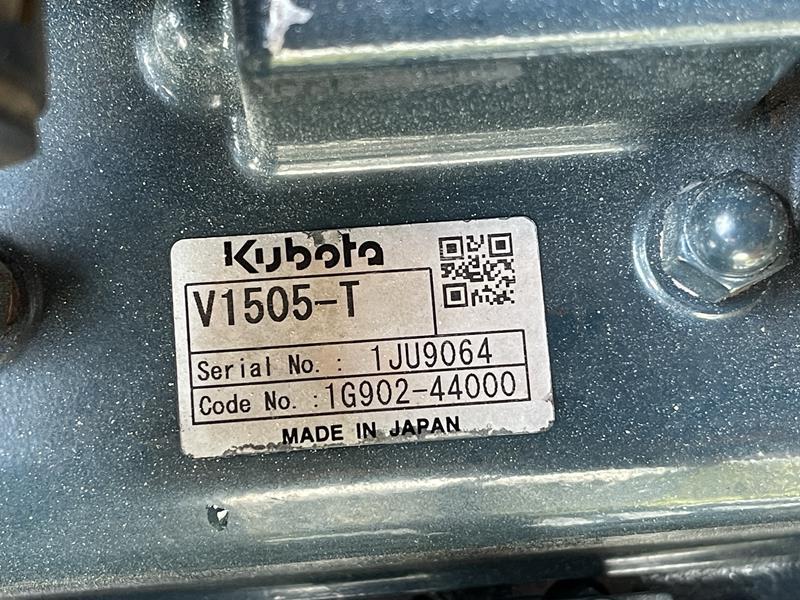 Kubota
V1505-T
Serial No. : 1JU9064
Code No. : 1G902-44000
MADE IN JAPAN